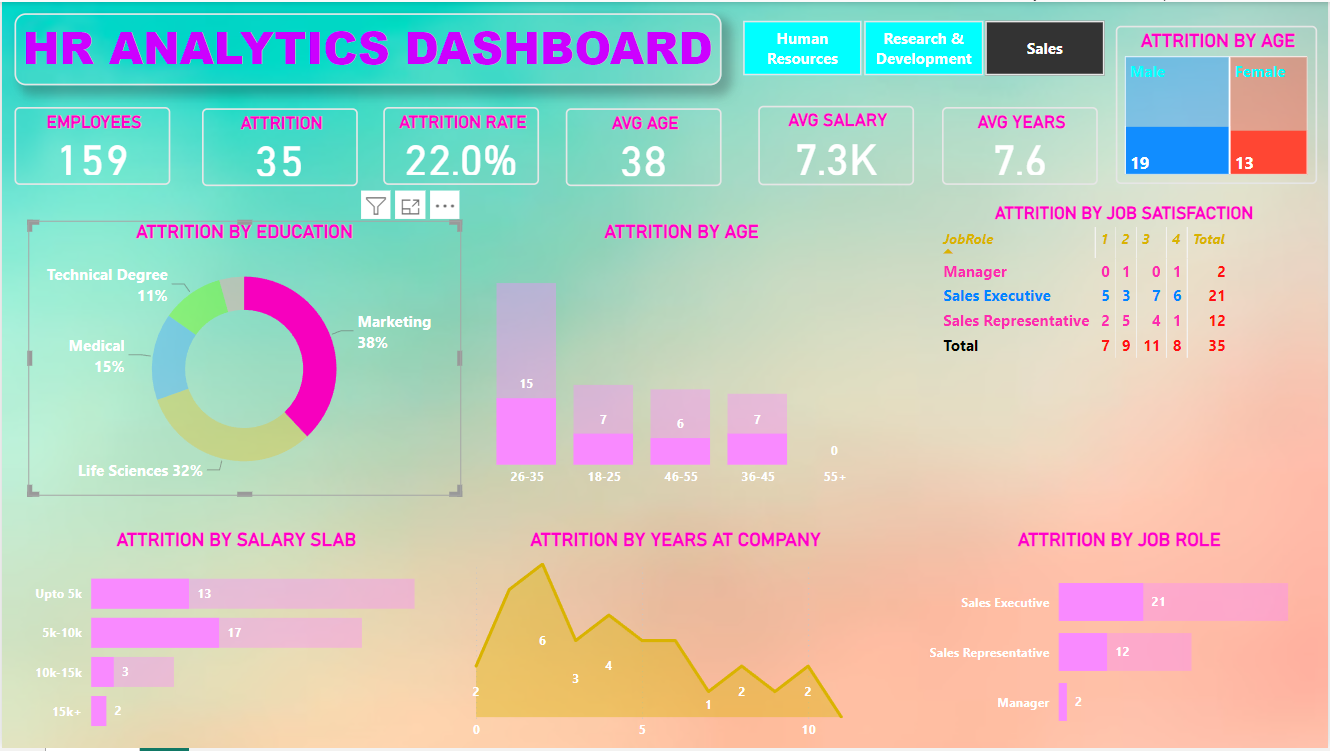 HR ANALYTICS DASHBOARD
Human
Resources
Research &
Development
Sales
ATTRITION BY AGE
Male
Female
19
13
EMPLOYEES
159
ATTRITION
35
ATTRITION RATE
22.0%
AVG AGE
38
AVG SALARY
7.3K
AVG YEARS
7.6
ATTRITION BY EDUCATION
Technical Degree
11%
Marketing
38%
Medical
15%
Life Sciences 32%
ATTRITION BY AGE
15
7
6
7
0
26-35 18-25 46-55 36-45 55+
ATTRITION BY JOB SATISFACTION
JobRole 1 2 3 4 Total
Manager 0 1 0 1 2
Sales Executive 5 3 7 6 21
Sales Representative 2 5 4 1 12
Total 7 9 11 8 35
ATTRITION BY SALARY SLAB
Upto 5k 13
5k-10k 17
10k-15k 3
15k+ 2
ATTRITION BY YEARS AT COMPANY
2
6
3
4
1
2
2
0 5 10
ATTRITION BY JOB ROLE
Sales Executive 21
Sales Representative 12
Manager 2